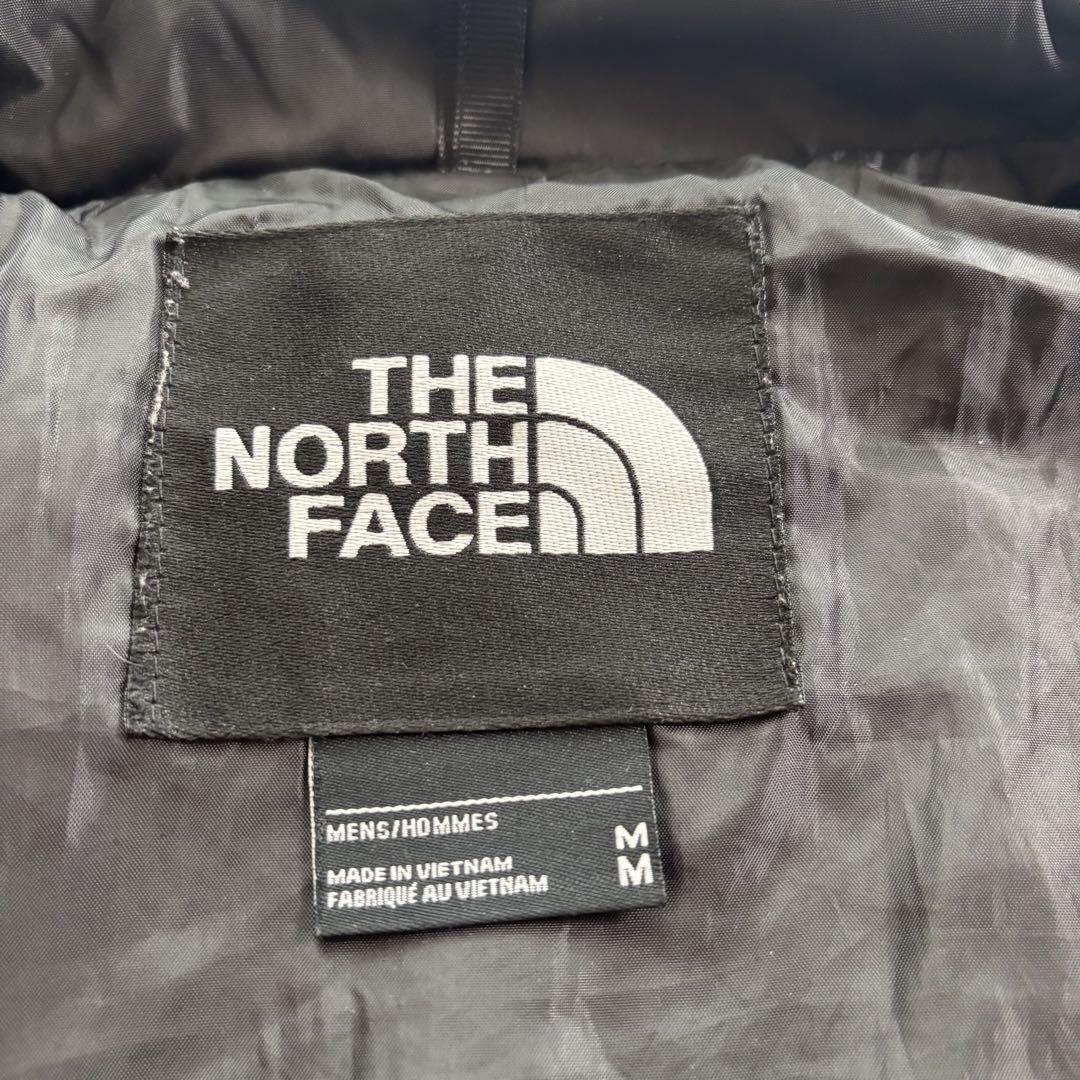 THE
NORTH
FACE
MENS/HOMMES M
MADE IN VIETNAM M
FABRIQUÉ AU VIETNAM